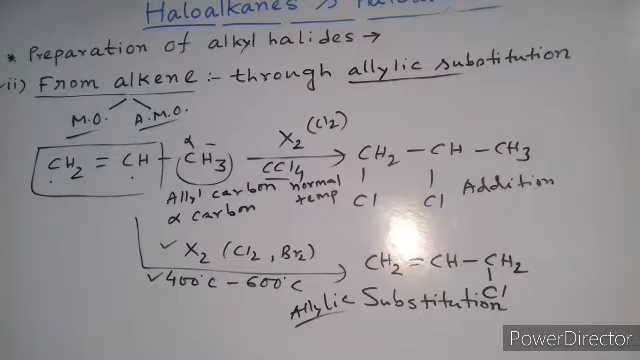 Haloalkanes &
* Preparation of alkyl halides →
ii) From alkene :- through allylic substitution
M.O. A.M.O.
CH2 = CH - CH3 α X2 (Cl2) CCl4 CH2 - CH - CH3
Allyl carbon normal temp Cl Cl Addition
α carbon
✓ X2 (Cl2, Br2) CH2 = CH - CH2
✓ 400°C - 600°C Cl
Allylic Substitution
PowerDirector